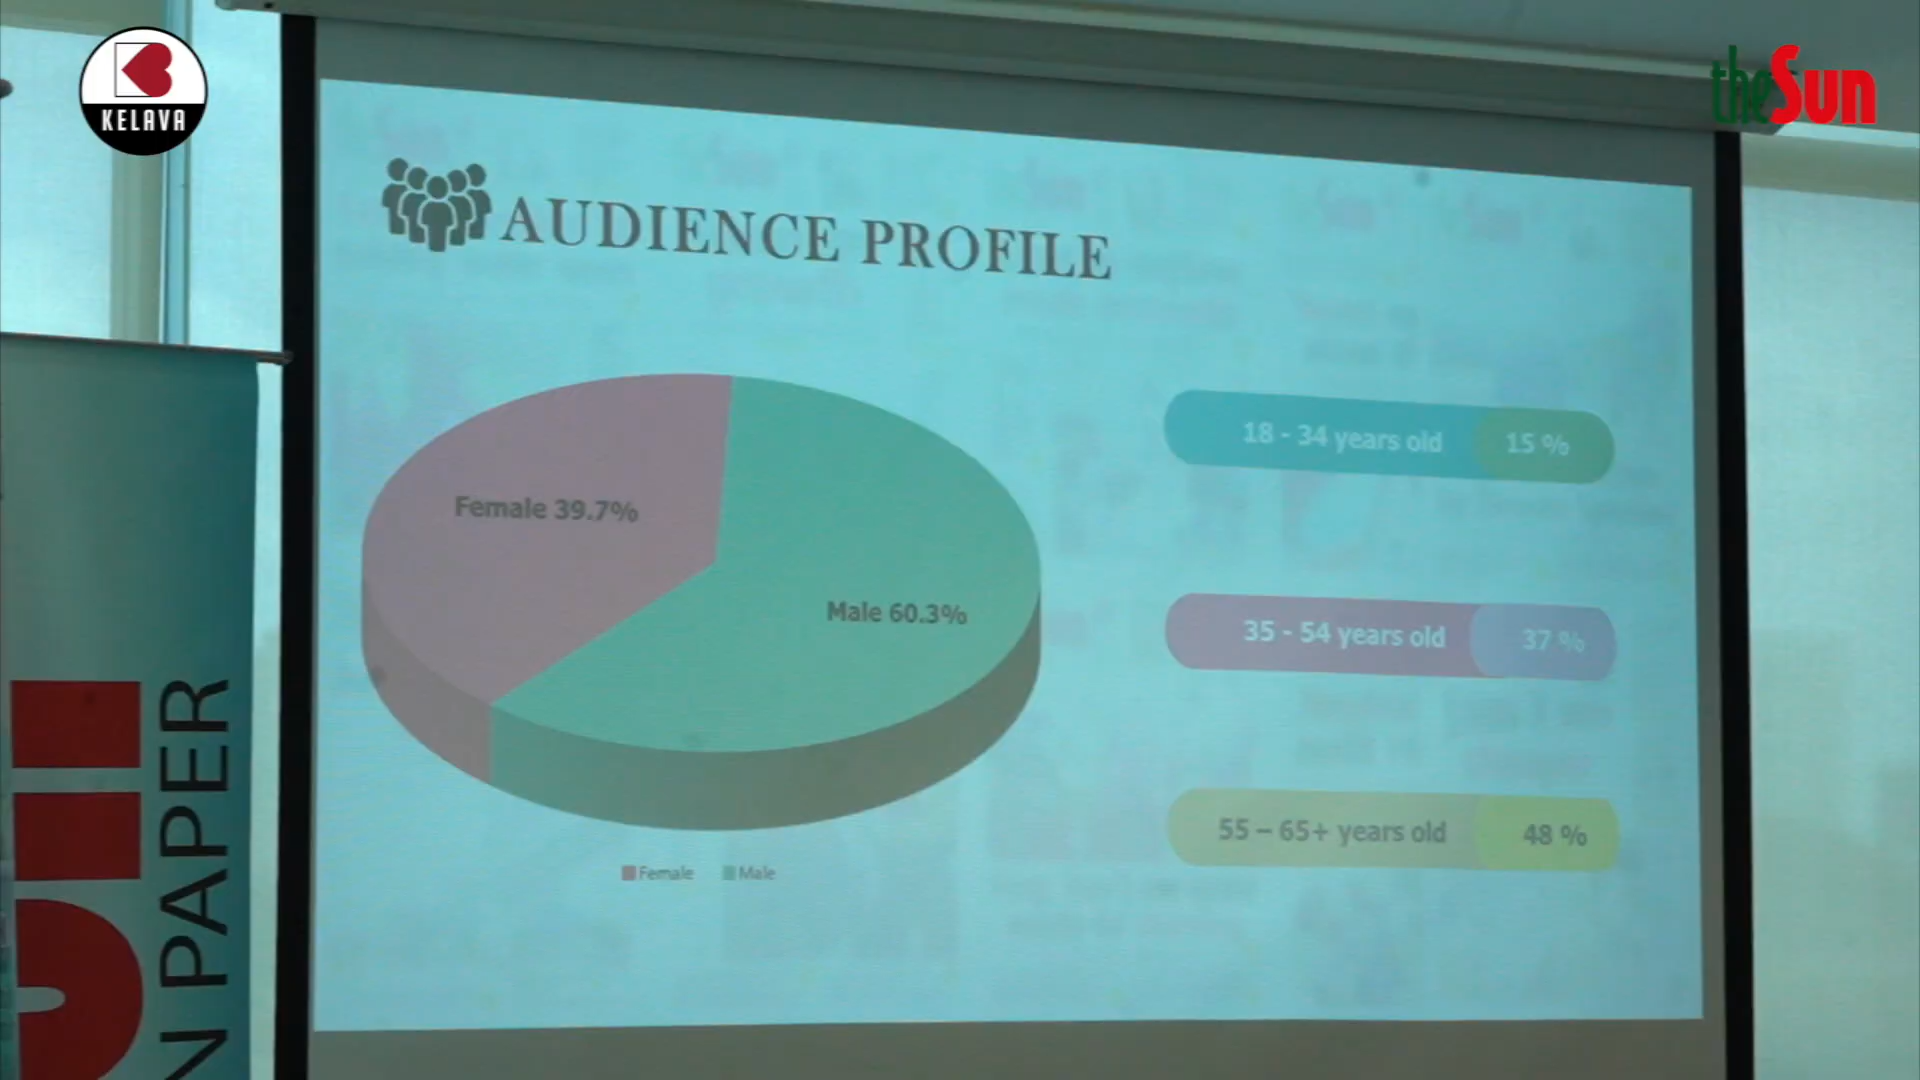 KELAVA
theSun
AUDIENCE PROFILE
Female 39.7%
Male 60.3%
Female Male
18 - 34 years old 15 %
35 - 54 years old 37 %
55 – 65+ years old 48 %
N PAPER